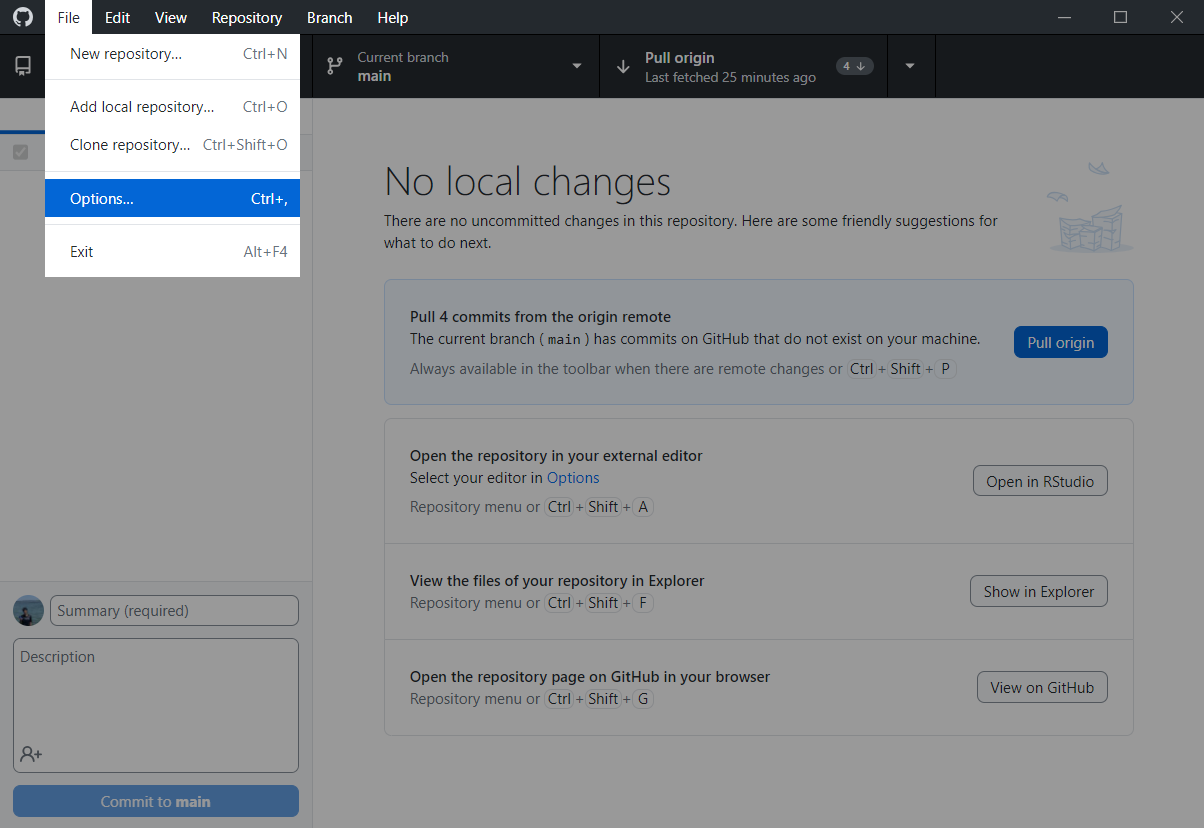 File Edit View Repository Branch Help
New repository... Ctrl+N
Add local repository... Ctrl+O
Clone repository... Ctrl+Shift+O
Options... Ctrl+,
Exit Alt+F4
Current branch
main
Pull origin
Last fetched 25 minutes ago
4
No local changes
There are no uncommitted changes in this repository. Here are some friendly suggestions for
what to do next.
Pull 4 commits from the origin remote
The current branch ( main ) has commits on GitHub that do not exist on your machine.
Always available in the toolbar when there are remote changes or Ctrl + Shift + P
Pull origin
Open the repository in your external editor
Select your editor in Options
Repository menu or Ctrl + Shift + A
Open in RStudio
View the files of your repository in Explorer
Repository menu or Ctrl + Shift + F
Show in Explorer
Open the repository page on GitHub in your browser
Repository menu or Ctrl + Shift + G
View on GitHub
Summary (required)
Description
Commit to main